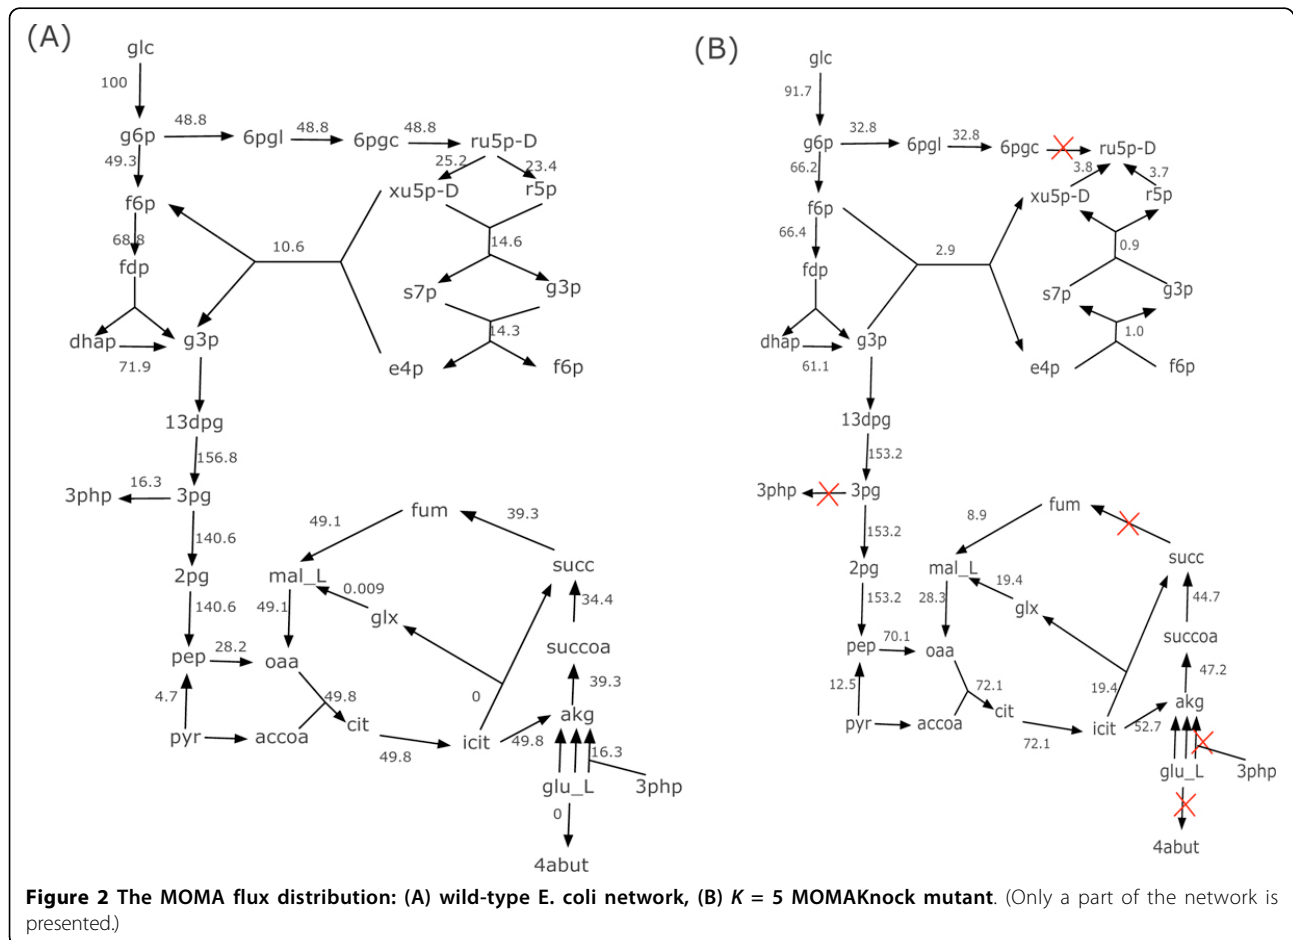 (A)
glc
100
g6p 48.8 6pgl 48.8 6pgc 48.8 ru5p-D
49.3 25.2 23.4
f6p xu5p-D r5p
68.8 10.6 14.6
fdp s7p g3p
dhap 71.9 g3p 14.3
e4p f6p
13dpg
156.8
3php 16.3 3pg
140.6
2pg
140.6
pep 28.2 oaa
4.7
pyr accoa 49.8 cit
49.8
icit 49.8 akg
mal_L 49.1 fum 39.3 succ
49.1 0.009 glx 34.4
0 succoa
39.3
16.3
glu_L 3php
0
4abut
(B)
glc
91.7
g6p 32.8 6pgl 32.8 6pgc ru5p-D
66.2 3.8 3.7
f6p xu5p-D r5p
66.4 2.9 0.9
fdp s7p g3p
dhap 61.1 g3p 1.0
e4p f6p
13dpg
153.2
3php 3pg
153.2
2pg
153.2
pep 70.1 oaa
12.5
pyr accoa 72.1 cit
72.1
icit 52.7 akg
mal_L 8.9 fum succ
28.3 19.4 glx 44.7
19.4 succoa
47.2
glu_L 3php
4abut
Figure 2 The MOMA flux distribution: (A) wild-type E. coli network, (B) K = 5 MOMAKnock mutant. (Only a part of the network is
presented.)